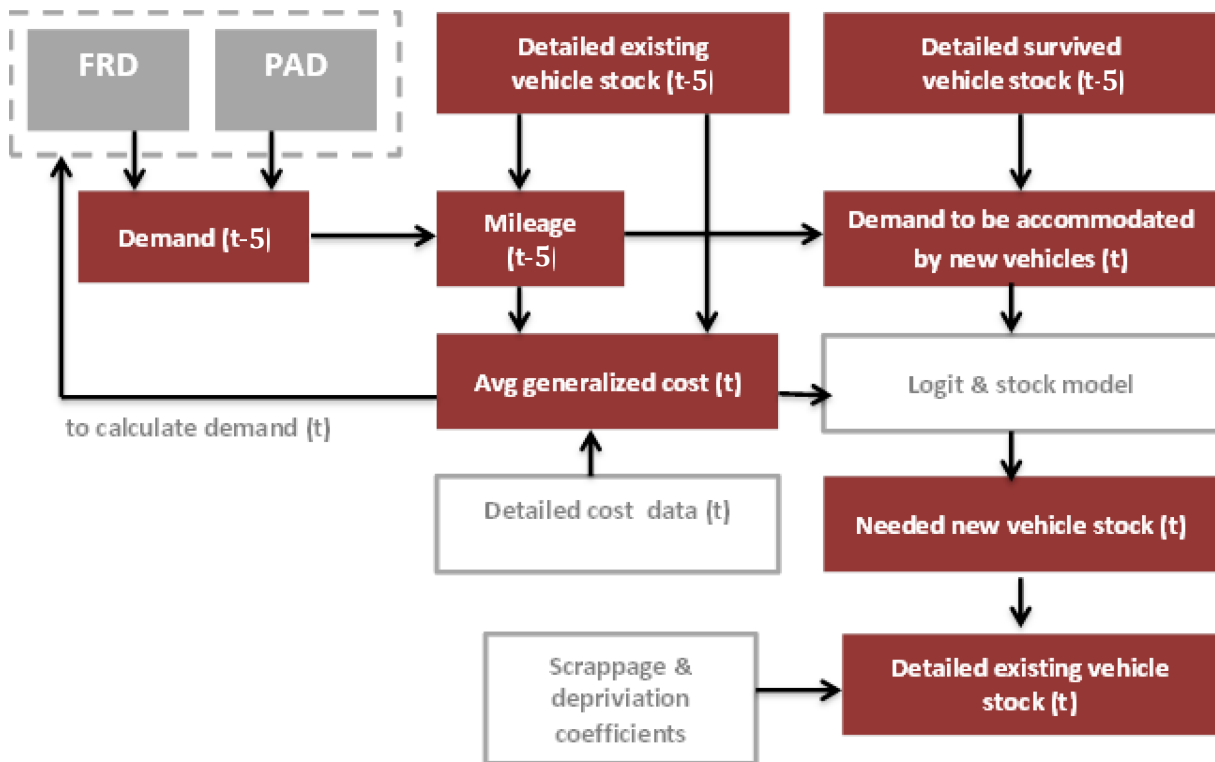 FRD
PAD
Detailed existing
vehicle stock (t-5)
Detailed survived
vehicle stock (t-5)
Demand (t-5)
Mileage
(t-5)
Demand to be accommodated
by new vehicles (t)
Avg generalized cost (t)
Logit & stock model
to calculate demand (t)
Detailed cost data (t)
Needed new vehicle stock (t)
Scrappage &
depriviation
coefficients
Detailed existing vehicle
stock (t)